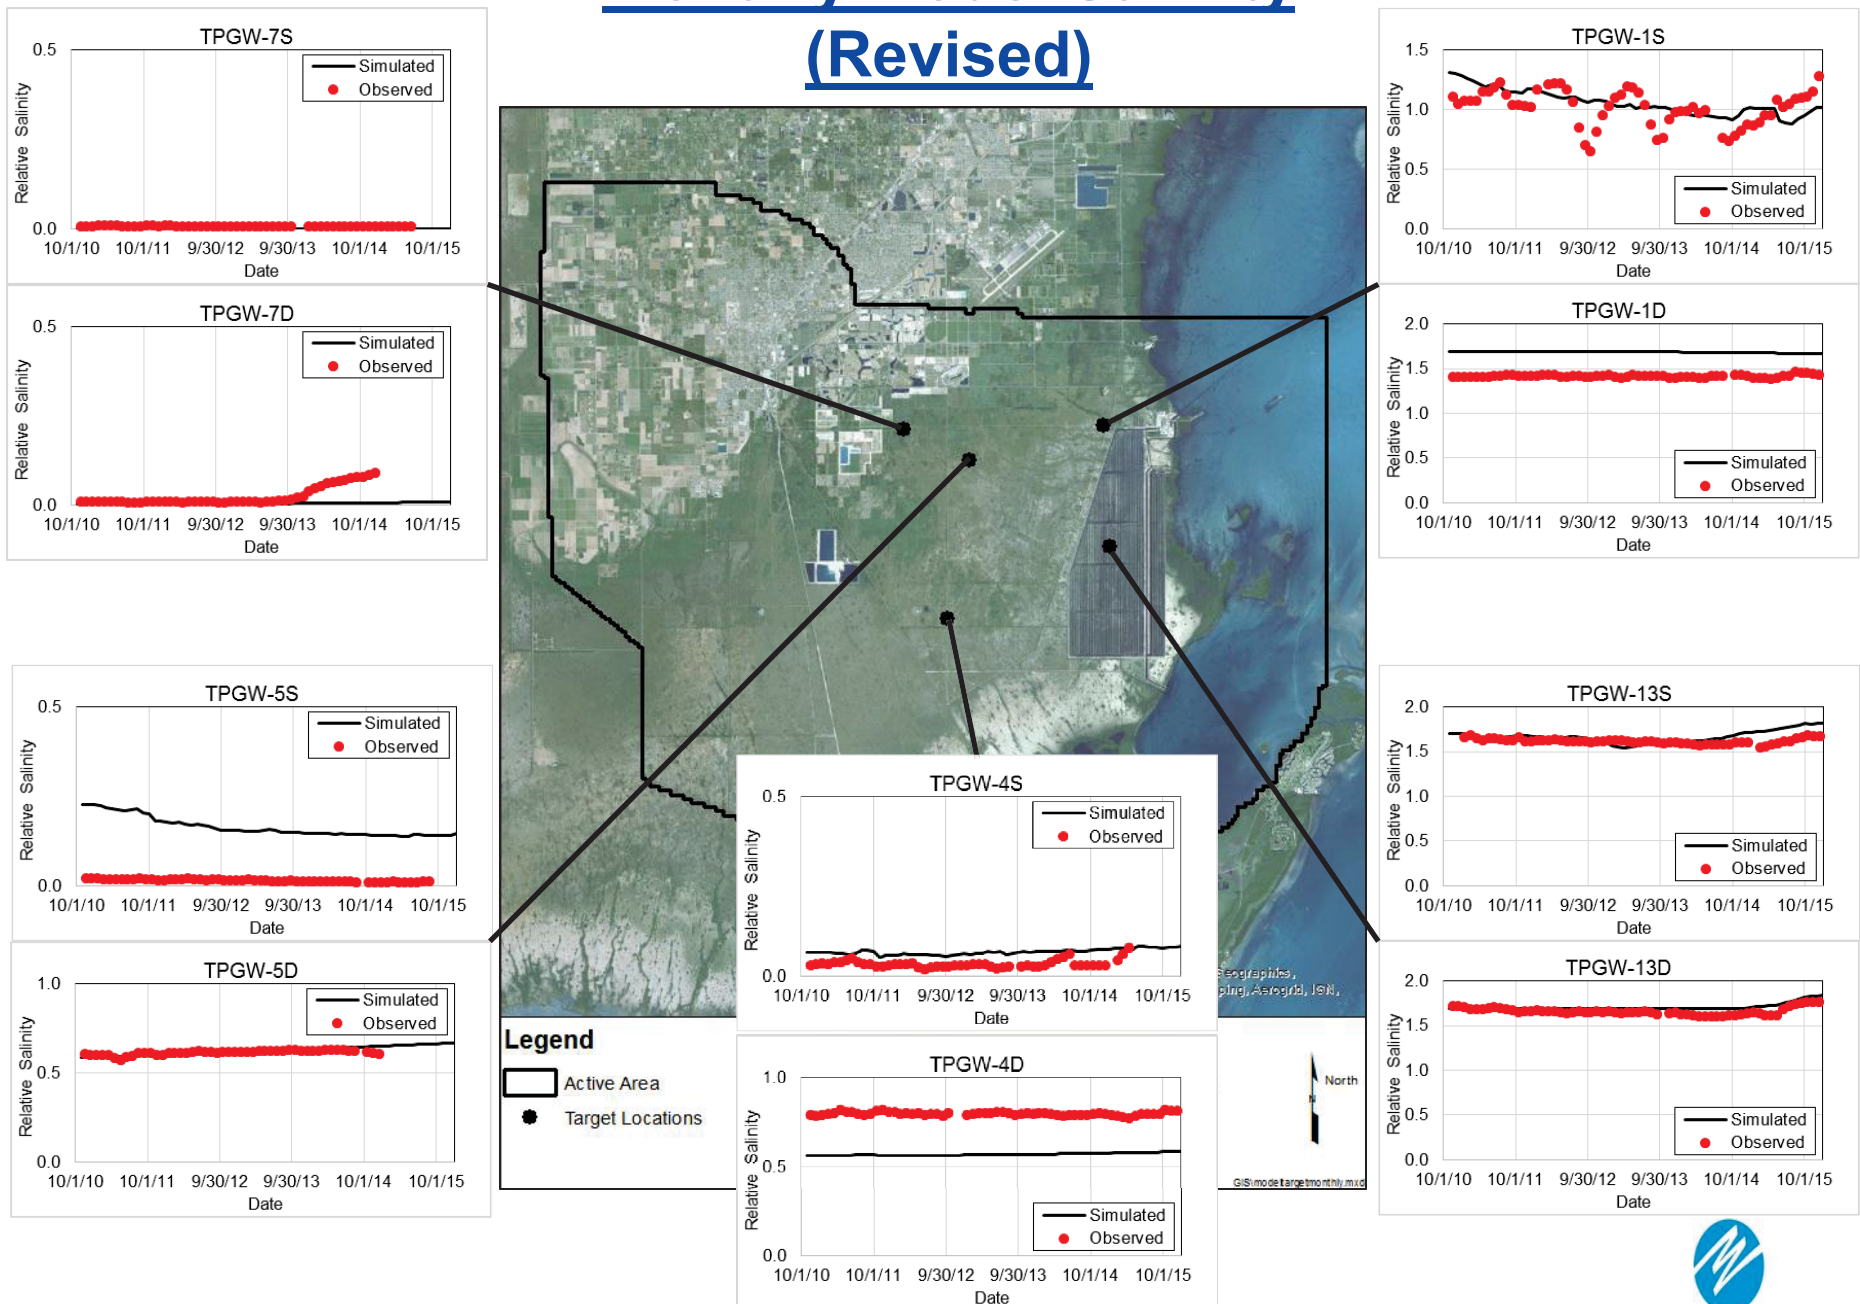 (Revised)
TPGW-7S
0.5
0.0
Relative Salinity
Simulated
Observed
10/1/10 10/1/11 9/30/12 9/30/13 10/1/14 10/1/15
Date
TPGW-7D
0.5
0.0
Relative Salinity
Simulated
Observed
10/1/10 10/1/11 9/30/12 9/30/13 10/1/14 10/1/15
Date
TPGW-5S
0.5
0.0
Relative Salinity
Simulated
Observed
10/1/10 10/1/11 9/30/12 9/30/13 10/1/14 10/1/15
Date
TPGW-5D
1.0
0.5
0.0
Relative Salinity
Simulated
Observed
10/1/10 10/1/11 9/30/12 9/30/13 10/1/14 10/1/15
Date
TPGW-4S
0.5
0.0
Relative Salinity
Simulated
Observed
10/1/10 10/1/11 9/30/12 9/30/13 10/1/14 10/1/15
Date
TPGW-4D
1.0
0.5
0.0
Relative Salinity
Simulated
Observed
10/1/10 10/1/11 9/30/12 9/30/13 10/1/14 10/1/15
Date
TPGW-1S
1.5
1.0
0.5
0.0
Relative Salinity
Simulated
Observed
10/1/10 10/1/11 9/30/12 9/30/13 10/1/14 10/1/15
Date
TPGW-1D
2.0
1.5
1.0
0.5
0.0
Relative Salinity
Simulated
Observed
10/1/10 10/1/11 9/30/12 9/30/13 10/1/14 10/1/15
Date
TPGW-13S
2.0
1.5
1.0
0.5
0.0
Relative Salinity
Simulated
Observed
10/1/10 10/1/11 9/30/12 9/30/13 10/1/14 10/1/15
Date
TPGW-13D
2.0
1.5
1.0
0.5
0.0
Relative Salinity
Simulated
Observed
10/1/10 10/1/11 9/30/12 9/30/13 10/1/14 10/1/15
Date
Legend
Active Area
Target Locations
North
N
Aerogrid, IGN,
GIS\modeltargetmonthly.mxd